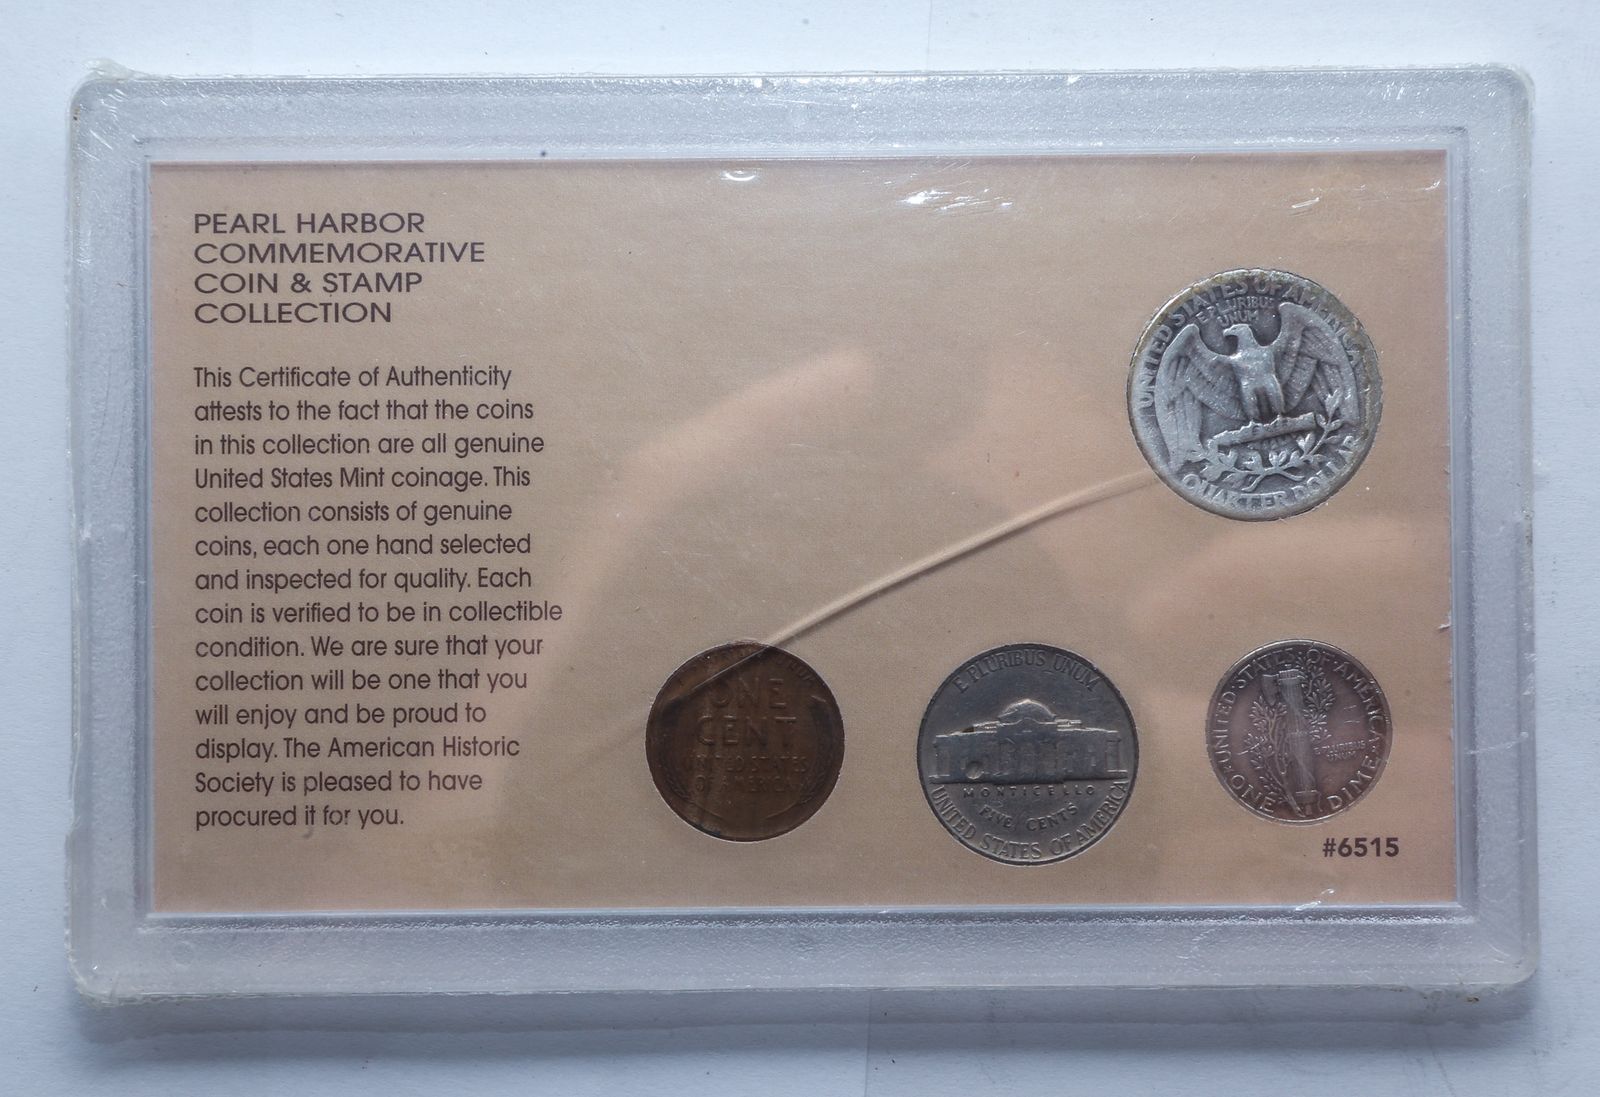 PEARL HARBOR
COMMEMORATIVE
COIN & STAMP
COLLECTION
This Certificate of Authenticity
attests to the fact that the coins
in this collection are all genuine
United States Mint coinage. This
collection consists of genuine
coins, each one hand selected
and inspected for quality. Each
coin is verified to be in collectible
condition. We are sure that your
collection will be one that you
will enjoy and be proud to
display. The American Historic
Society is pleased to have
procured it for you.
UNITED STATES OF AMERICA
E PLURIBUS
UNUM
QUARTER DOLLAR
ONE
CENT
UNITED STATES
OF AMERICA
E PLURIBUS UNUM
MONTICELLO
FIVE CENTS
UNITED STATES OF AMERICA
UNITED·STATES·OF·AMERICA
E PLURIBUS
UNUM
ONE DIME
#6515